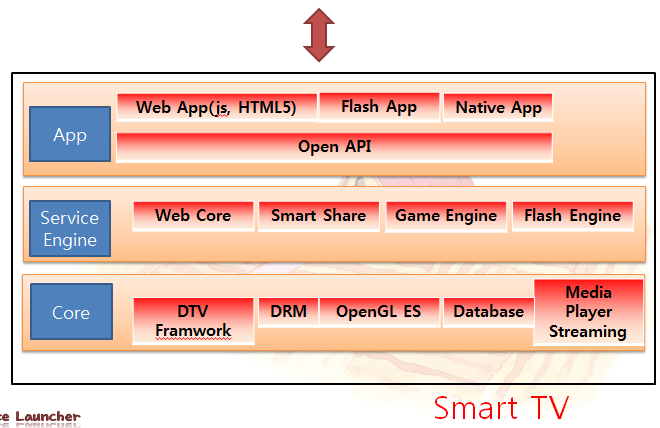 App
Web App(js, HTML5)
Flash App
Native App
Open API
Service
Engine
Web Core
Smart Share
Game Engine
Flash Engine
Core
DTV
Framwork
DRM
OpenGL ES
Database
Media
Player
Streaming
Launcher
Smart TV